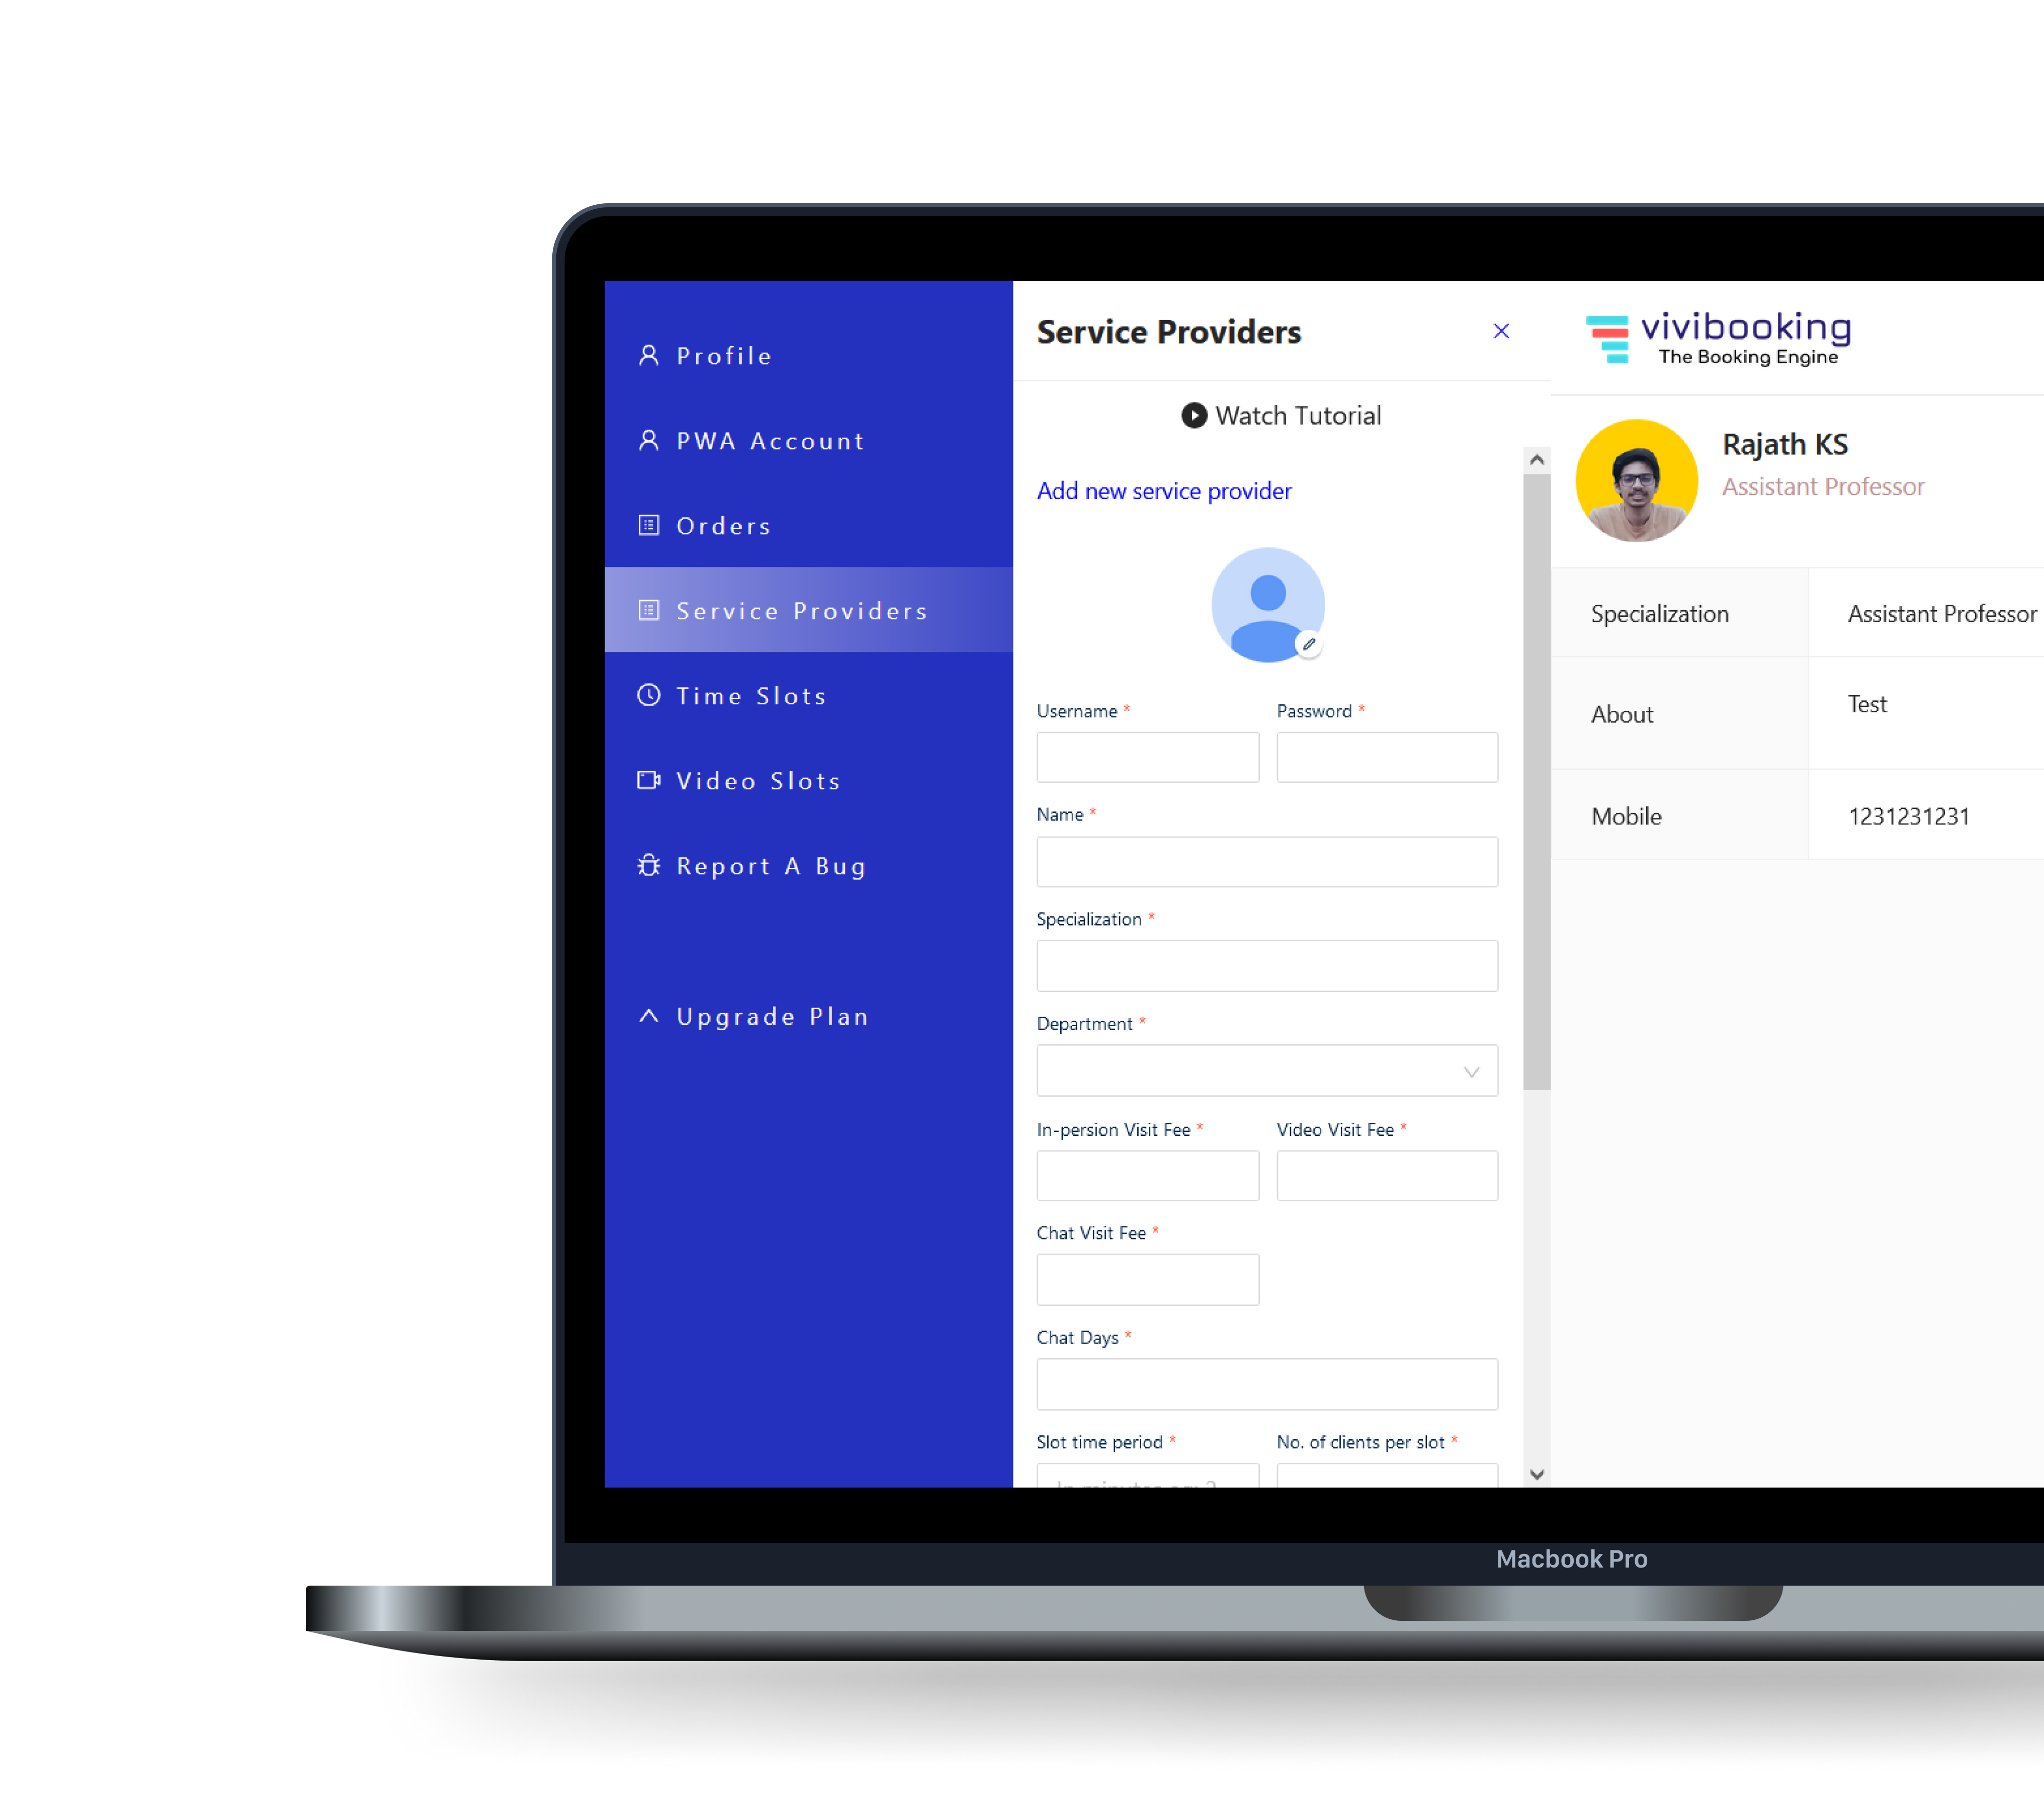 Profile
PWA Account
Orders
Service Providers
Time Slots
Video Slots
Report A Bug
Upgrade Plan
Service Providers
Watch Tutorial
Add new service provider
Username * Password *
Name *
Specialization *
Department *
In-persion Visit Fee * Video Visit Fee *
Chat Visit Fee *
Chat Days *
Slot time period * No. of clients per slot *
vivibooking
The Booking Engine
Rajath KS
Assistant Professor
Specialization Assistant Professor
About Test
Mobile 1231231231
Macbook Pro